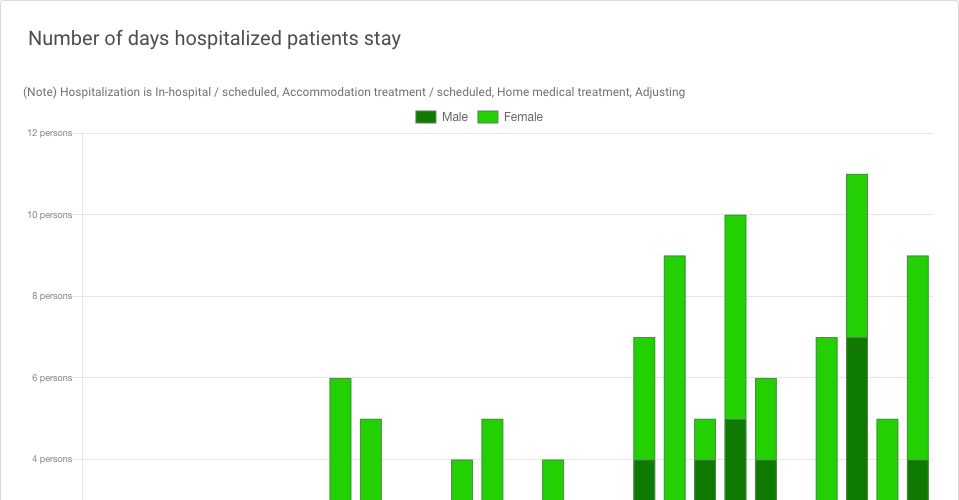 Number of days hospitalized patients stay
(Note) Hospitalization is In-hospital / scheduled, Accommodation treatment / scheduled, Home medical treatment, Adjusting
Male Female
12 persons
10 persons
8 persons
6 persons
4 persons